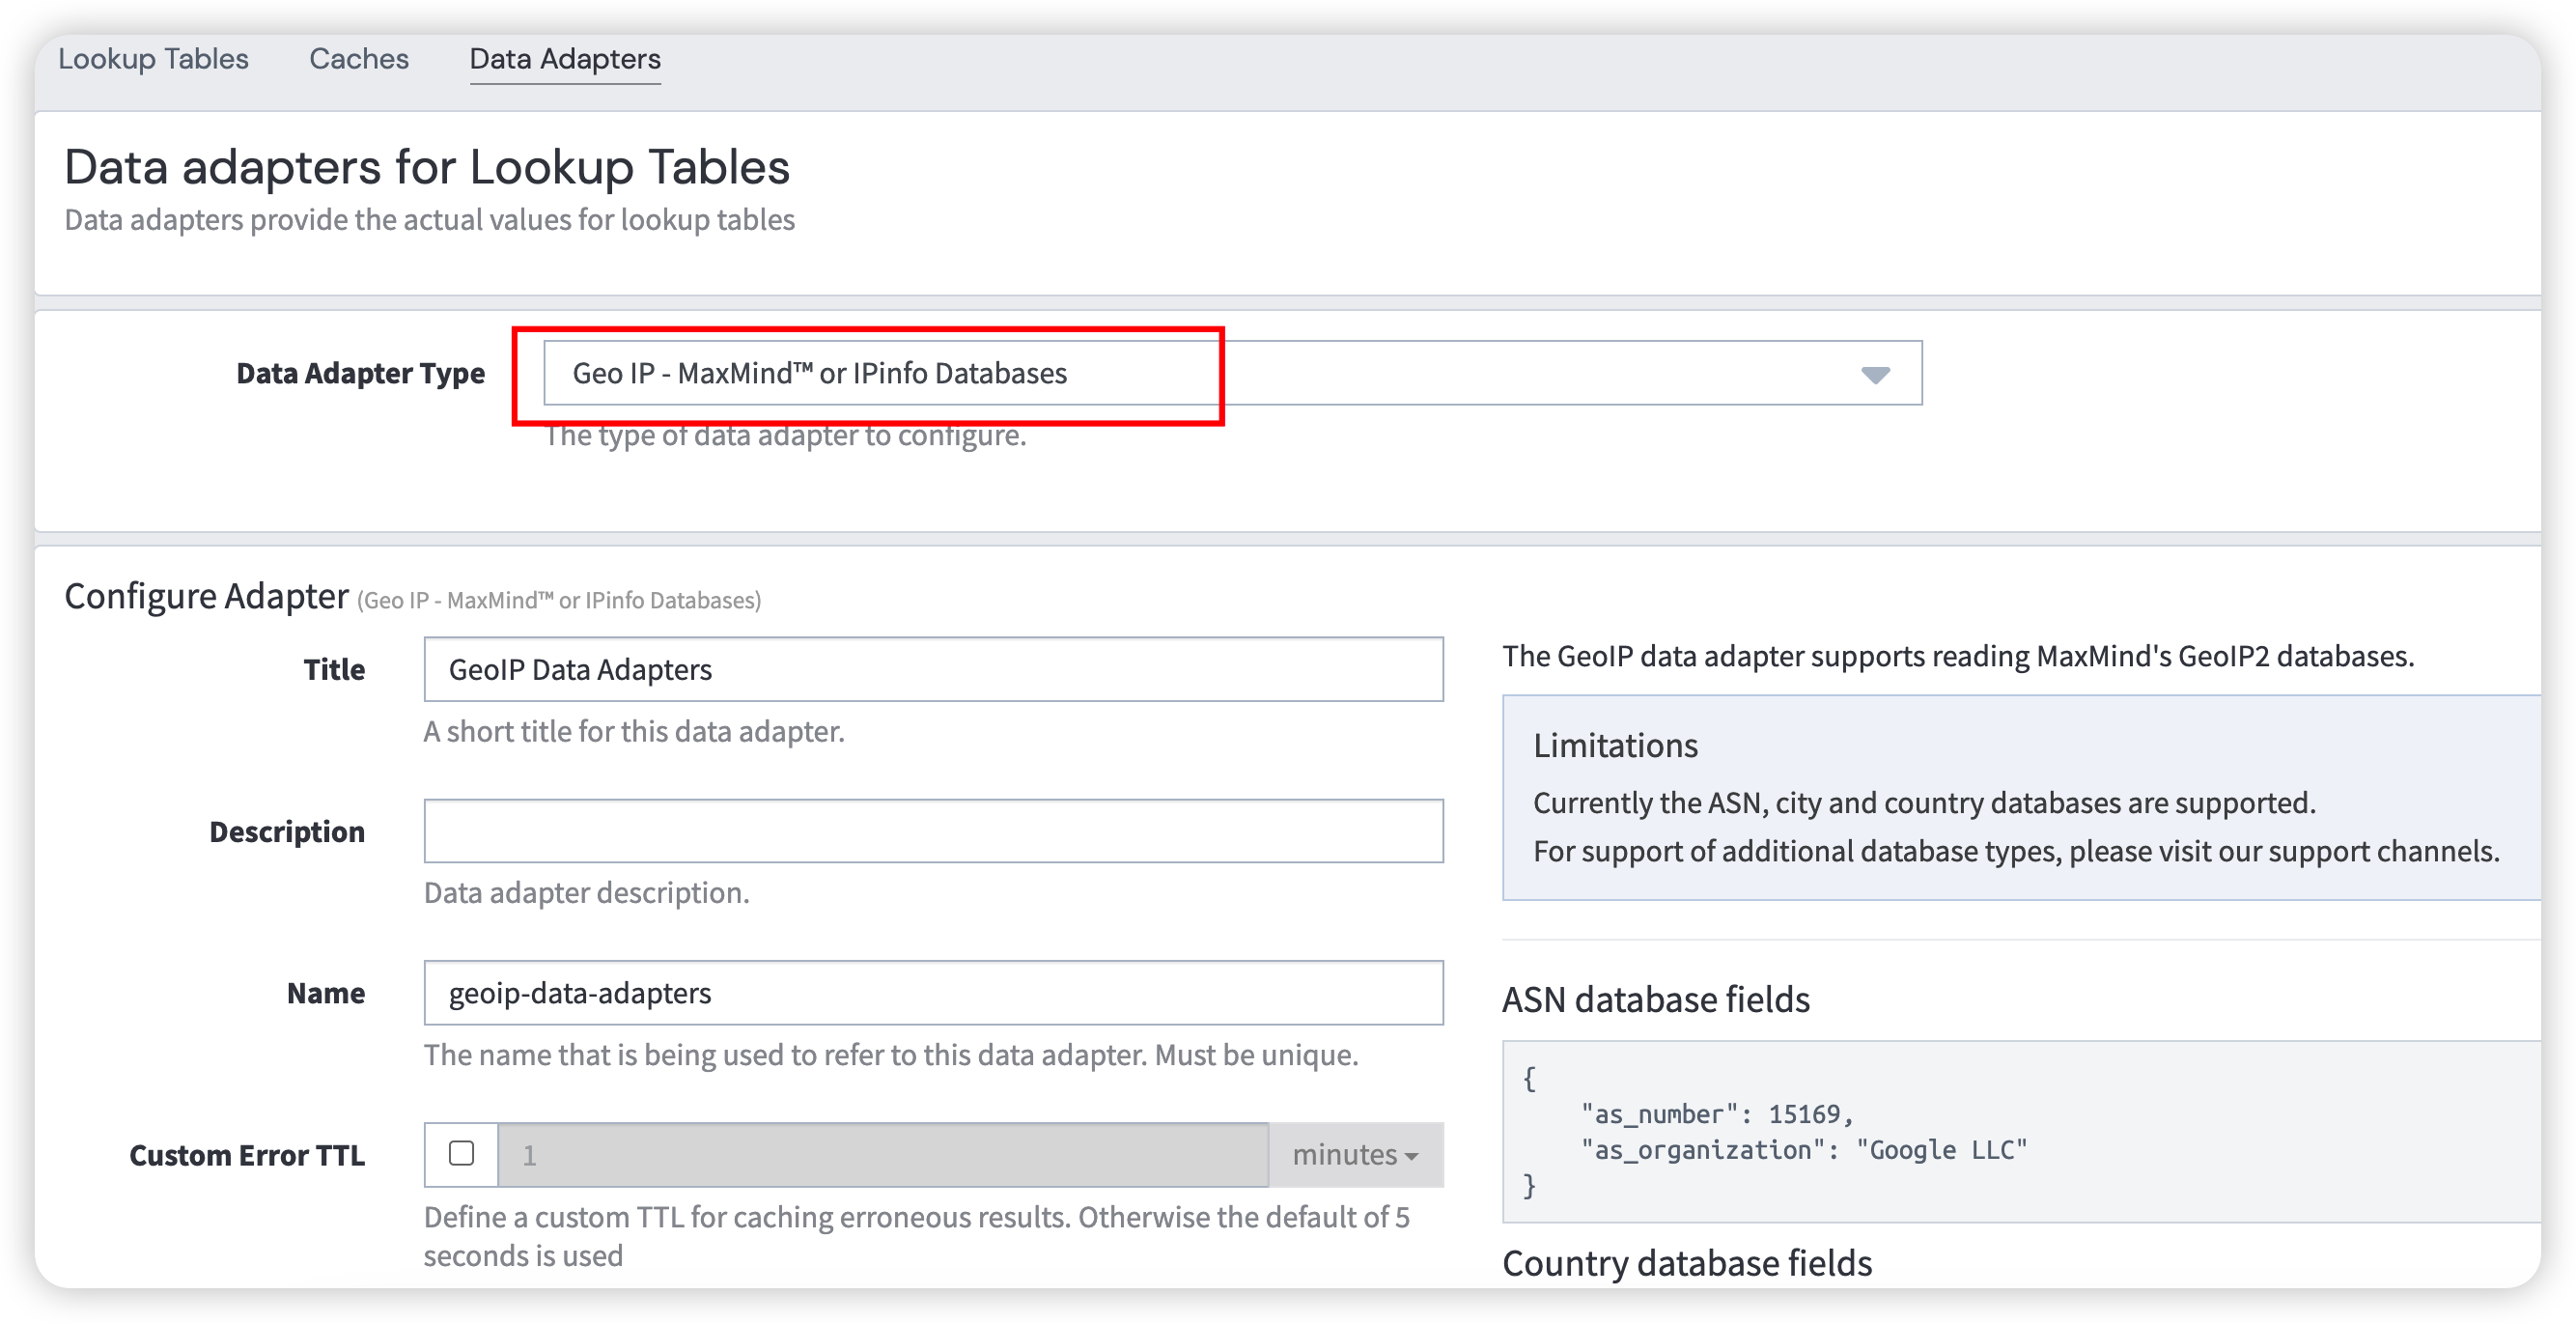 Lookup Tables Caches Data Adapters
Data adapters for Lookup Tables
Data adapters provide the actual values for lookup tables
Data Adapter Type Geo IP - MaxMind™ or IPinfo Databases
The type of data adapter to configure.
Configure Adapter (Geo IP - MaxMind™ or IPinfo Databases)
Title GeoIP Data Adapters
A short title for this data adapter.
Description
Data adapter description.
Name geoip-data-adapters
The name that is being used to refer to this data adapter. Must be unique.
Custom Error TTL 1 minutes
Define a custom TTL for caching erroneous results. Otherwise the default of 5
seconds is used
The GeoIP data adapter supports reading MaxMind's GeoIP2 databases.
Limitations
Currently the ASN, city and country databases are supported.
For support of additional database types, please visit our support channels.
ASN database fields
{
"as_number": 15169,
"as_organization": "Google LLC"
}
Country database fields